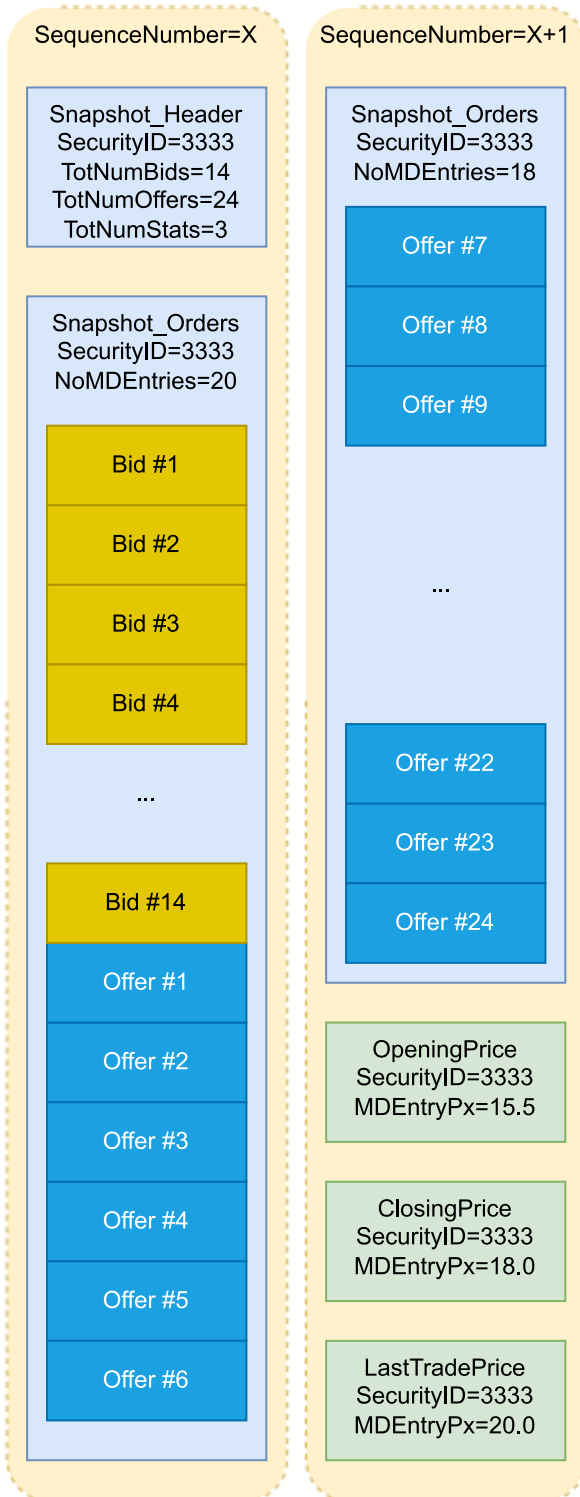 SequenceNumber=X
Snapshot_Header
SecurityID=3333
TotNumBids=14
TotNumOffers=24
TotNumStats=3
Snapshot_Orders
SecurityID=3333
NoMDEntries=20
Bid #1
Bid #2
Bid #3
Bid #4
...
Bid #14
Offer #1
Offer #2
Offer #3
Offer #4
Offer #5
Offer #6
SequenceNumber=X+1
Snapshot_Orders
SecurityID=3333
NoMDEntries=18
Offer #7
Offer #8
Offer #9
...
Offer #22
Offer #23
Offer #24
OpeningPrice
SecurityID=3333
MDEntryPx=15.5
ClosingPrice
SecurityID=3333
MDEntryPx=18.0
LastTradePrice
SecurityID=3333
MDEntryPx=20.0